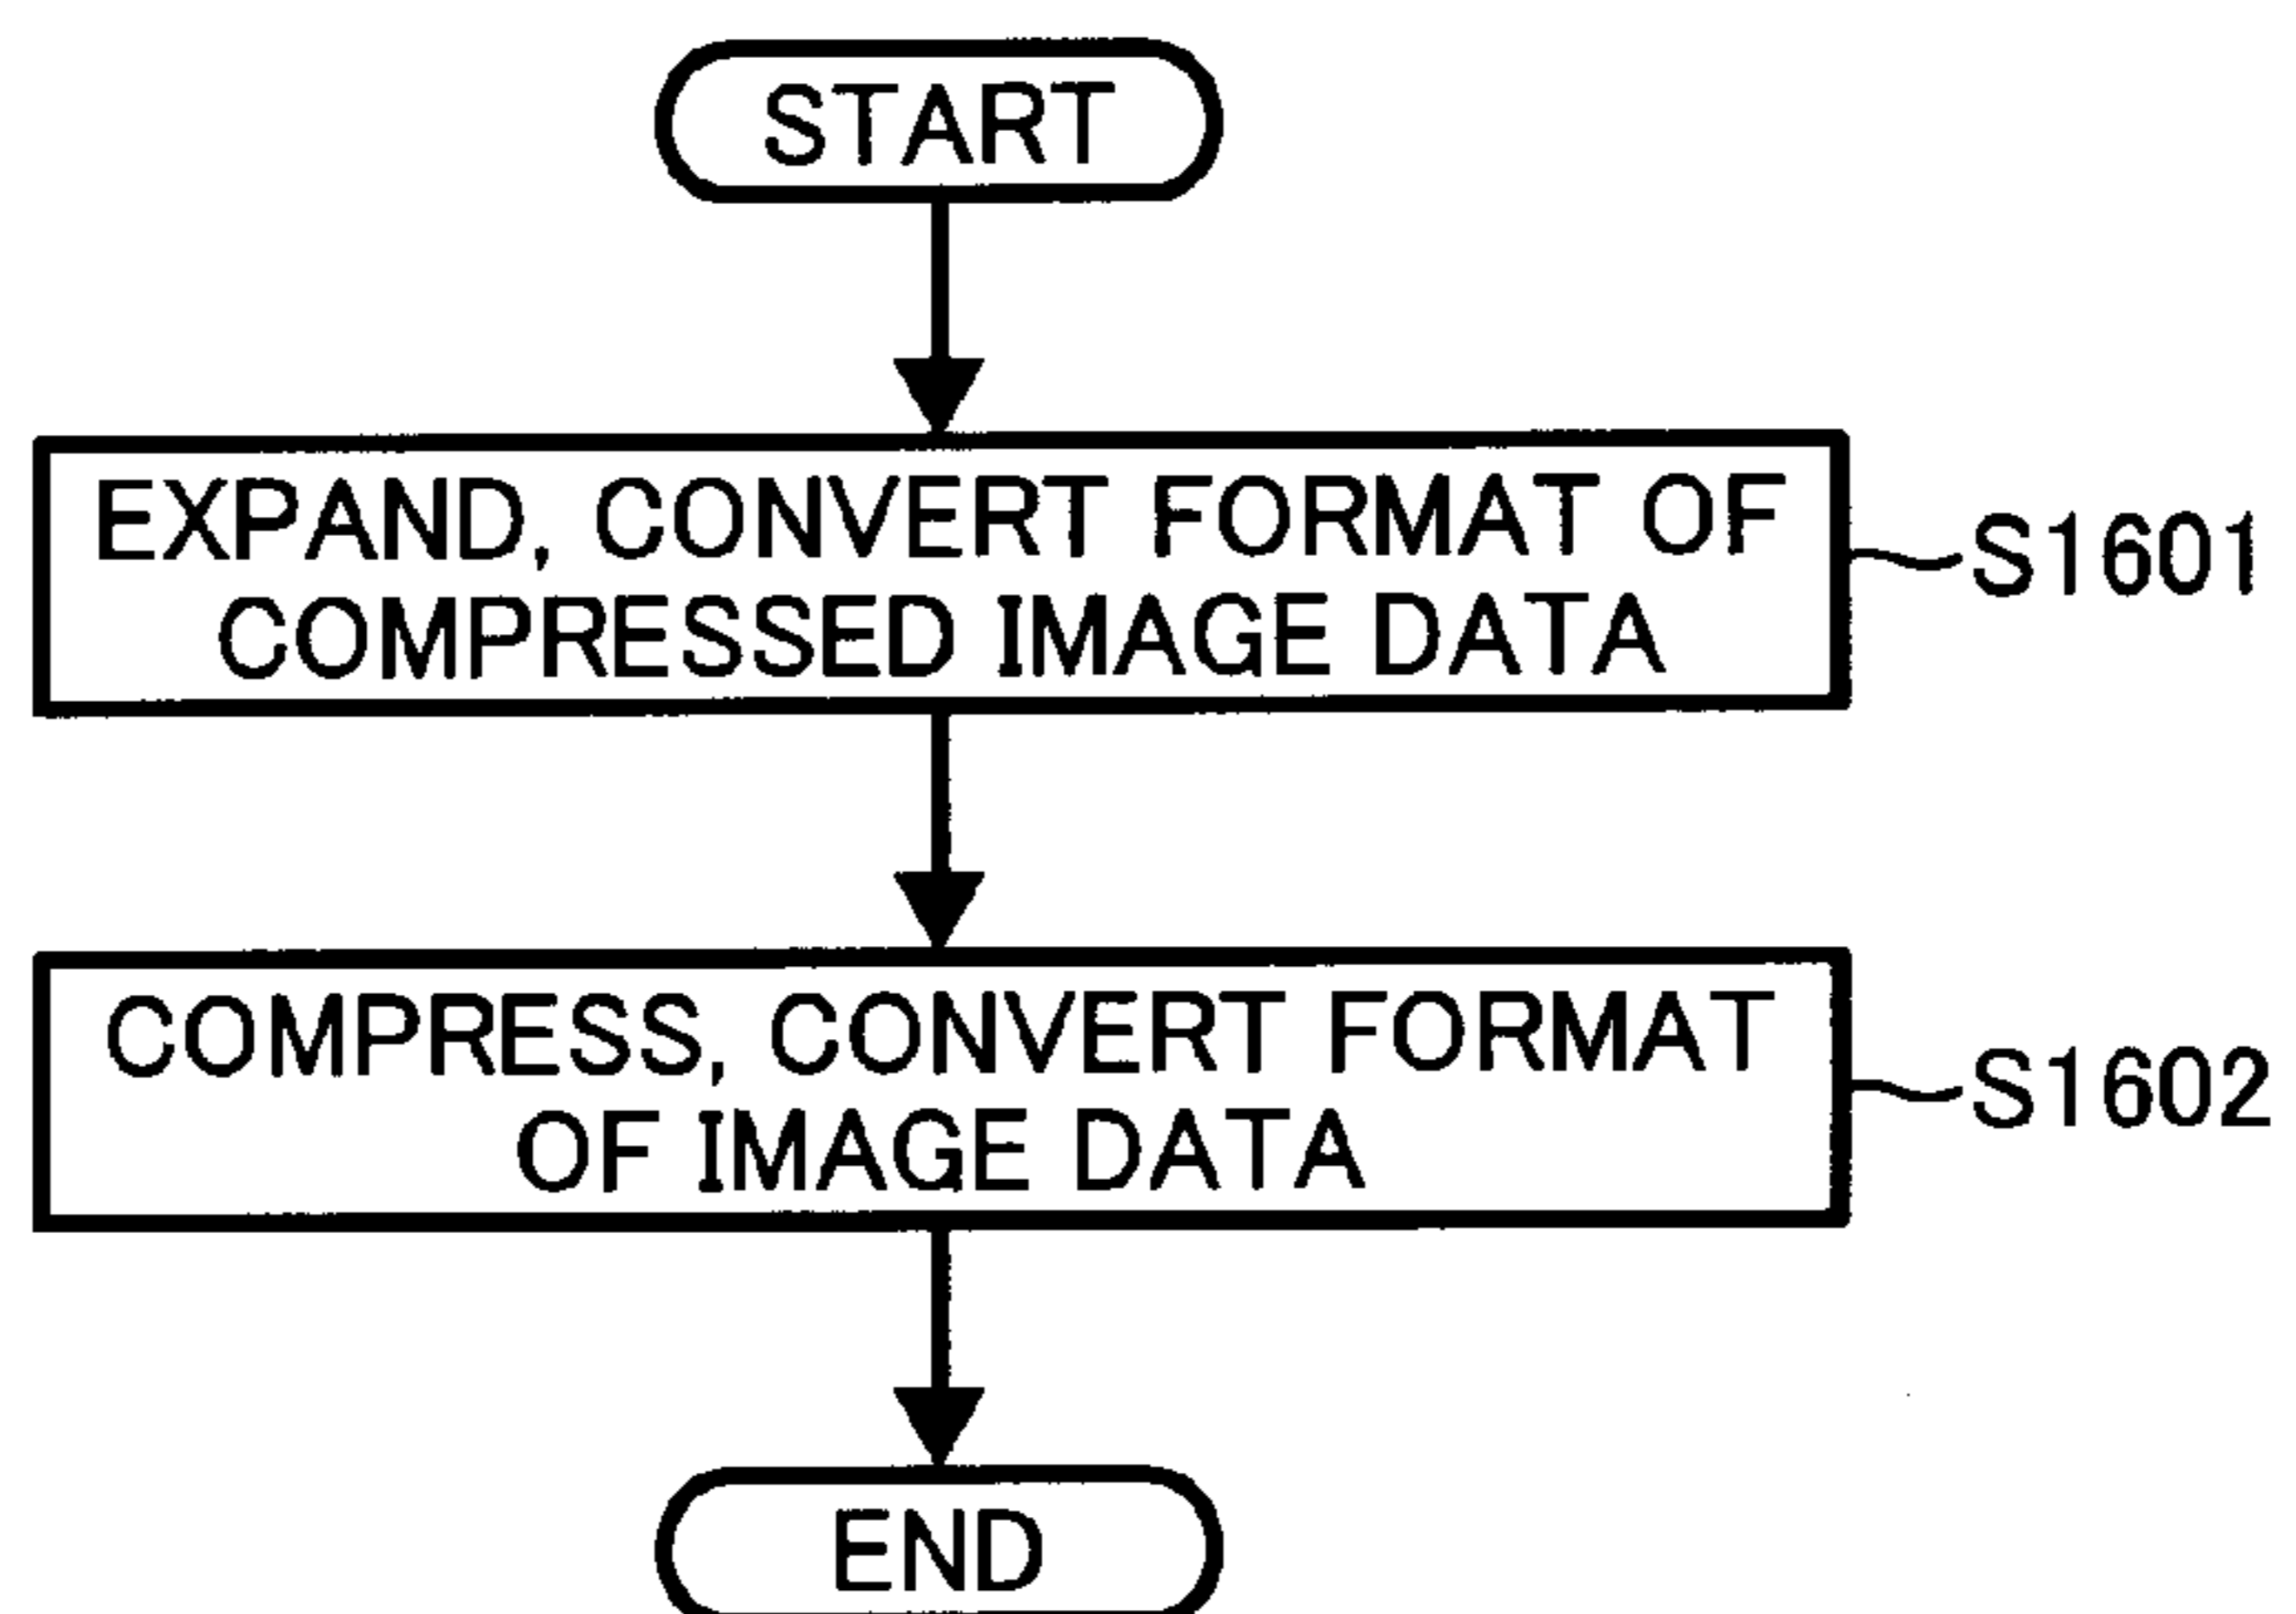 START
EXPAND, CONVERT FORMAT OF
COMPRESSED IMAGE DATA
S1601
COMPRESS, CONVERT FORMAT
OF IMAGE DATA
S1602
END